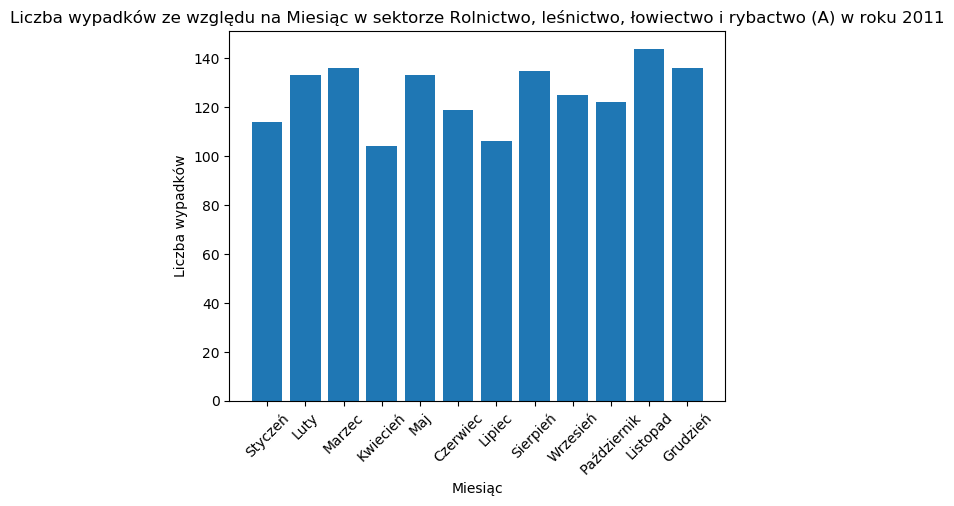 Liczba wypadków ze względu na Miesiąc w sektorze Rolnictwo, leśnictwo, łowiectwo i rybactwo (A) w roku 2011
Liczba wypadków
140
120
100
80
60
40
20
0
Styczeń
Luty
Marzec
Kwiecień
Maj
Czerwiec
Lipiec
Sierpień
Wrzesień
Październik
Listopad
Grudzień
Miesiąc